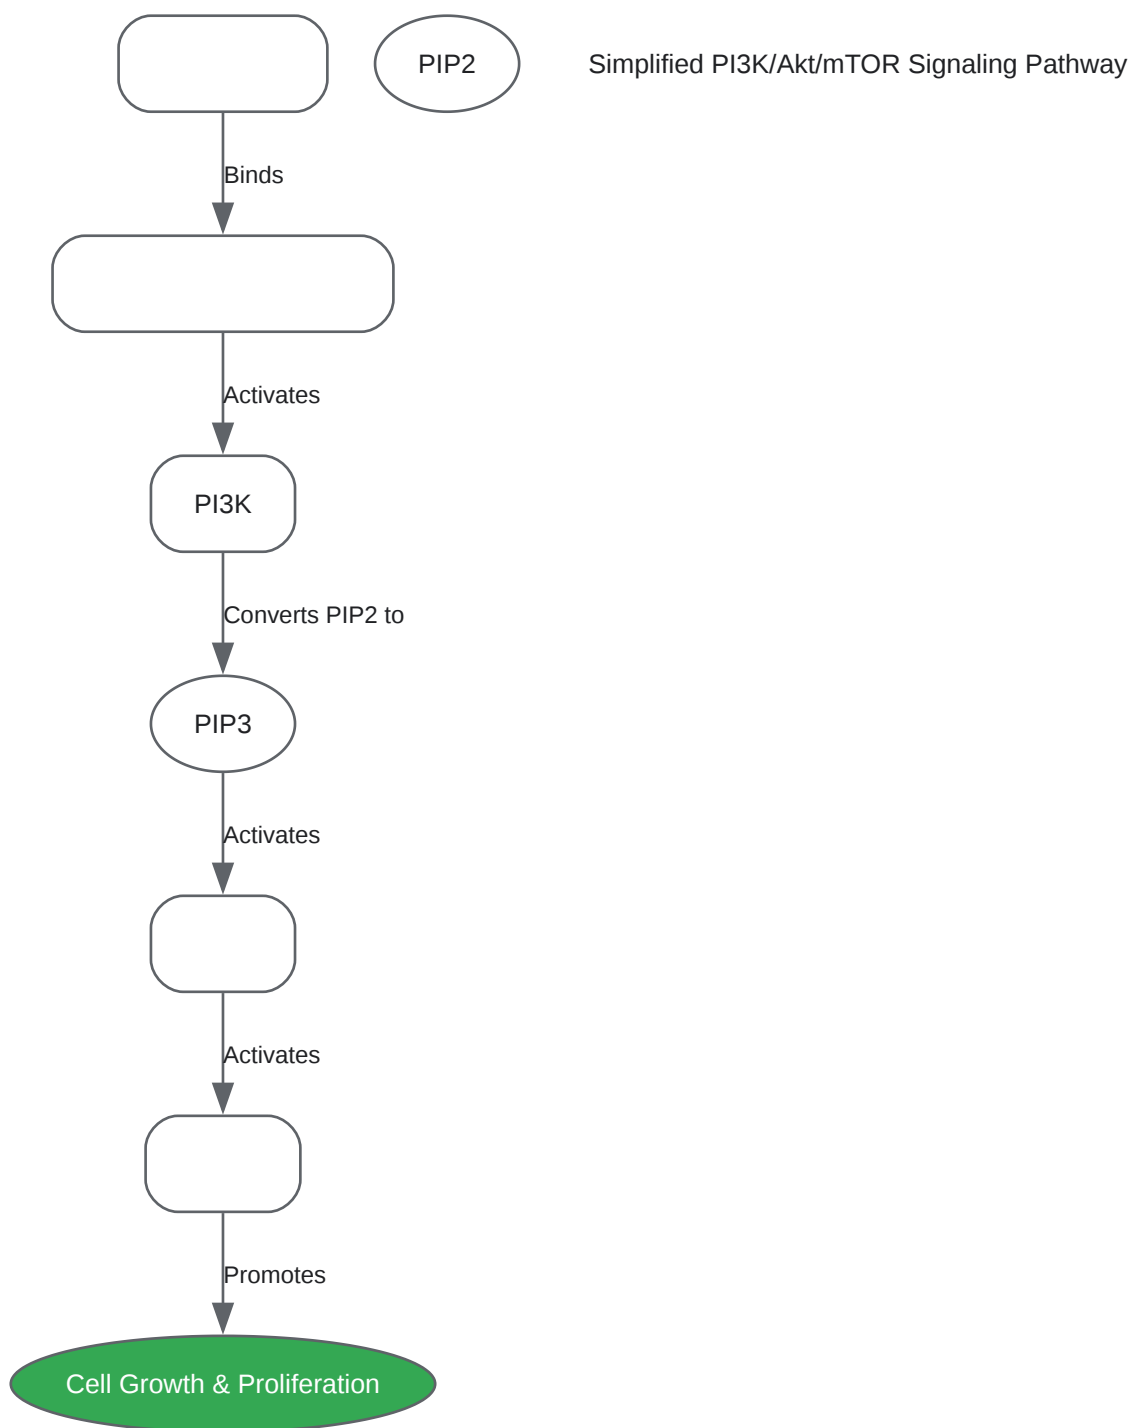 PIP2
Simplified PI3K/Akt/mTOR Signaling Pathway
Binds
Activates
PI3K
Converts PIP2 to
PIP3
Activates
Activates
Promotes
Cell Growth & Proliferation